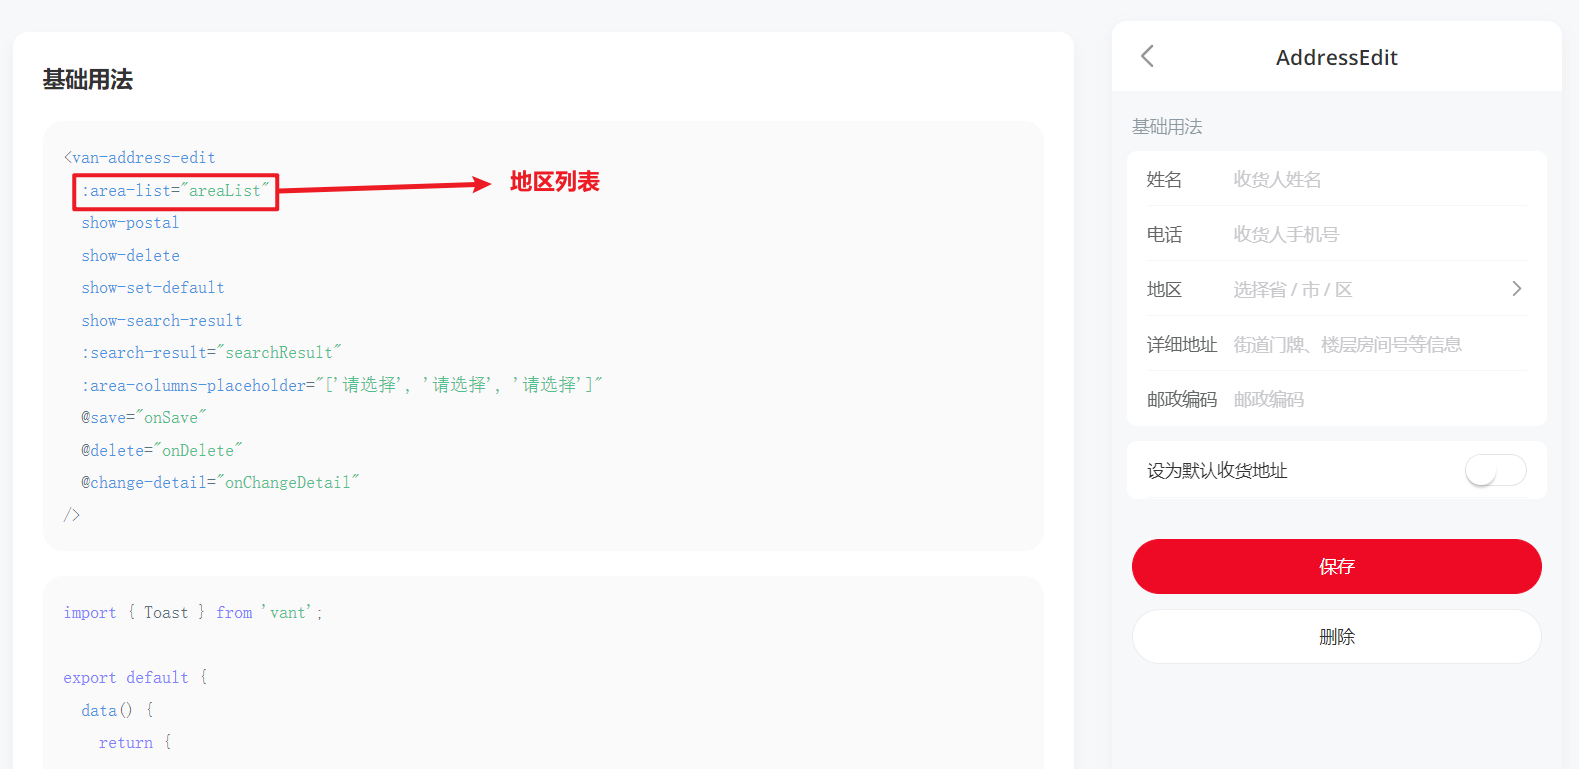 基础用法
<van-address-edit
:area-list="areaList"
地区列表
show-postal
show-delete
show-set-default
show-search-result
:search-result="searchResult"
:area-columns-placeholder="['请选择', '请选择', '请选择']"
@save="onSave"
@delete="onDelete"
@change-detail="onChangeDetail"
/>
import { Toast } from 'vant';
export default {
data() {
return {
AddressEdit
基础用法
姓名 收货人姓名
电话 收货人手机号
地区 选择省 / 市 / 区
详细地址 街道门牌、楼层房间号等信息
邮政编码 邮政编码
设为默认收货地址
保存
删除